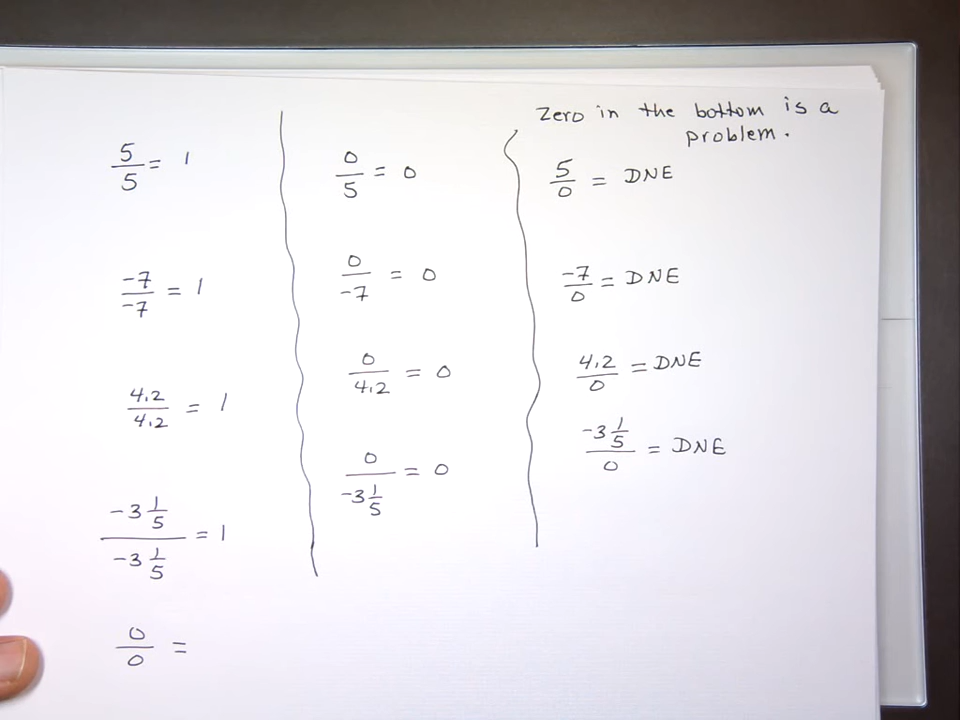 5/5 = 1
-7/-7 = 1
4.2/4.2 = 1
-3 1/5 / -3 1/5 = 1
0/0 =
0/5 = 0
0/-7 = 0
0/4.2 = 0
0/-3 1/5 = 0
Zero in the bottom is a
problem.
5/0 = DNE
-7/0 = DNE
4.2/0 = DNE
-3 1/5 / 0 = DNE